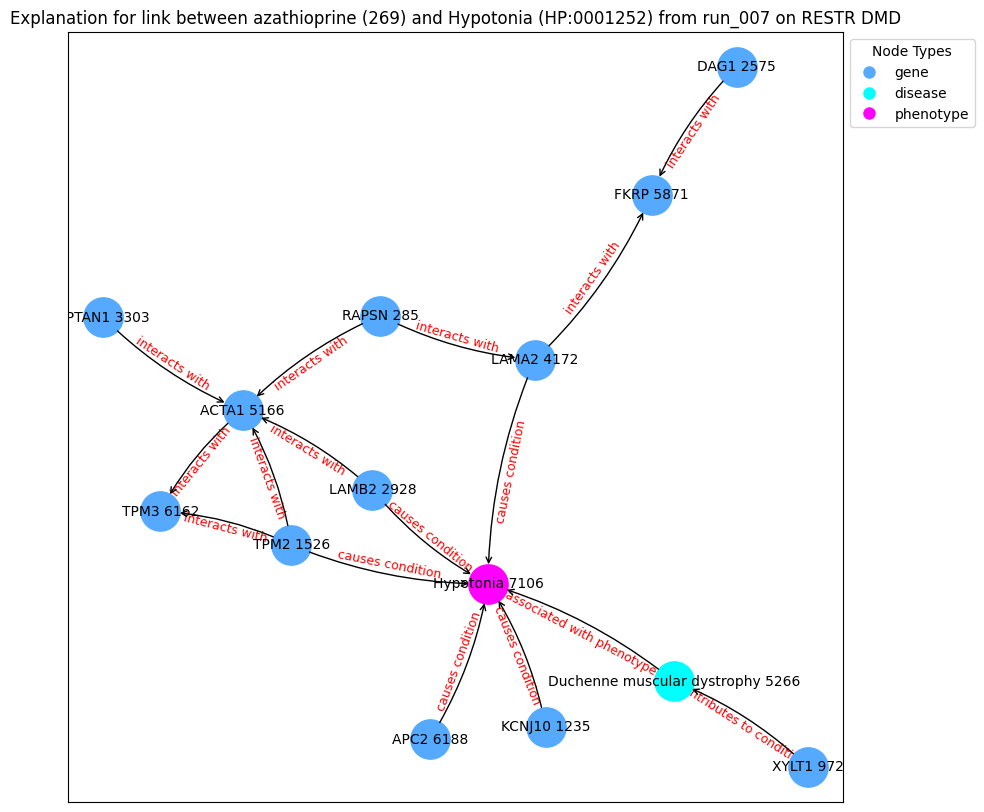 Explanation for link between azathioprine (269) and Hypotonia (HP:0001252) from run_007 on RESTR DMD
Node Types
gene
disease
phenotype
DAG1 2575
interacts with
FKRP 5871
interacts with
PTAN1 3303
RAPSN 285
interacts with
interacts with
interacts with
LAMA2 4172
ACTA1 5166
interacts with
interacts with
interacts with
causes condition
LAMB2 2928
TPM3 6162
interacts with
causes condition
TPM2 1526
causes condition
Hypotonia 7106
associated with phenotype
causes condition
causes condition
Duchenne muscular dystrophy 5266
ntributes to conditi
APC2 6188
KCNJ10 1235
XYLT1 972